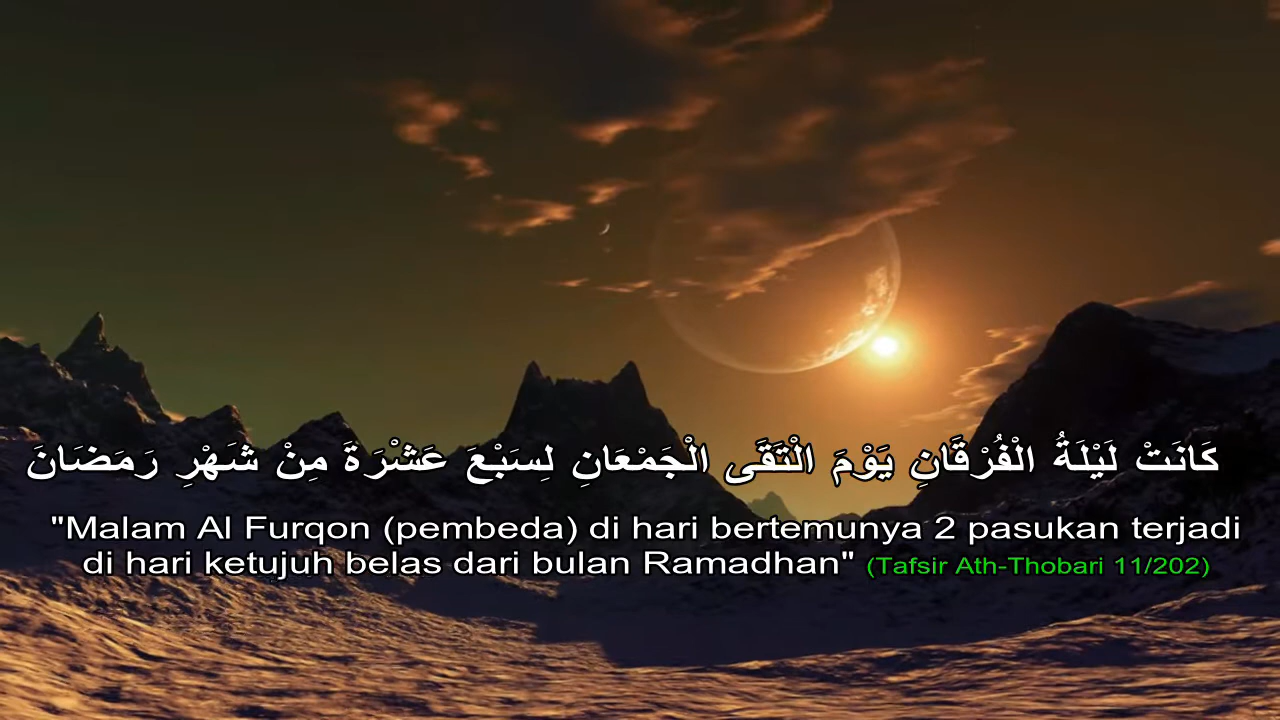 كَانَتْ لَيْلَةُ الْفُرْقَانِ يَوْمَ الْتَقَى الْجَمْعَانِ لِسَبْعَ عَشْرَةَ مِنْ شَهْرِ رَمَضَانَ
"Malam Al Furqon (pembeda) di hari bertemunya 2 pasukan terjadi
di hari ketujuh belas dari bulan Ramadhan" (Tafsir Ath-Thobari 11/202)